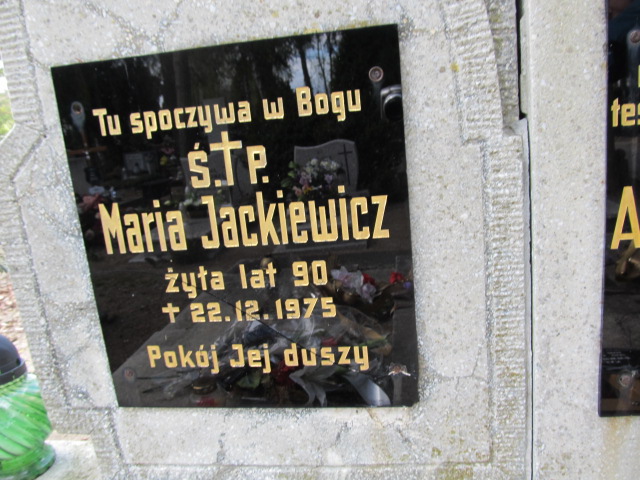 Tu spoczywa w Bogu
Ś.†P.
Maria Jackiewicz
żyła lat 90
† 22.12.1975
Pokój Jej duszy